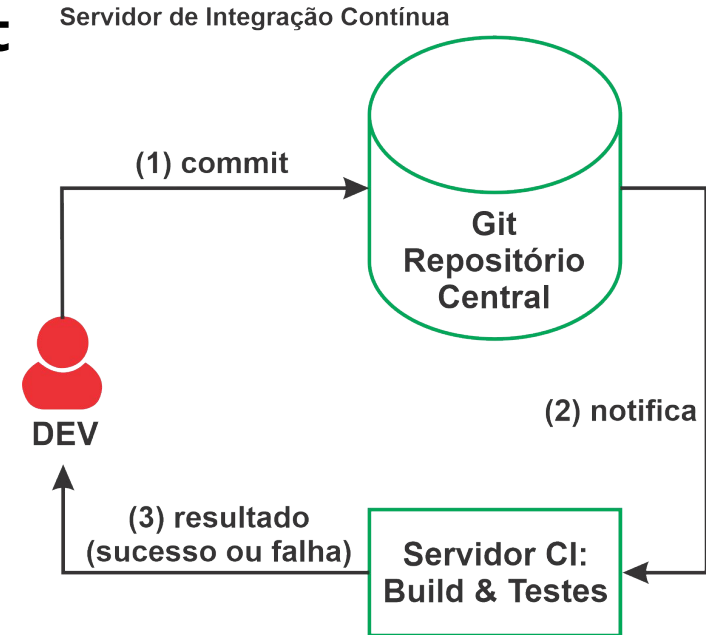 Servidor de Integração Contínua
(1) commit
Git
Repositório
Central
DEV
(2) notifica
(3) resultado
(sucesso ou falha)
Servidor CI:
Build & Testes